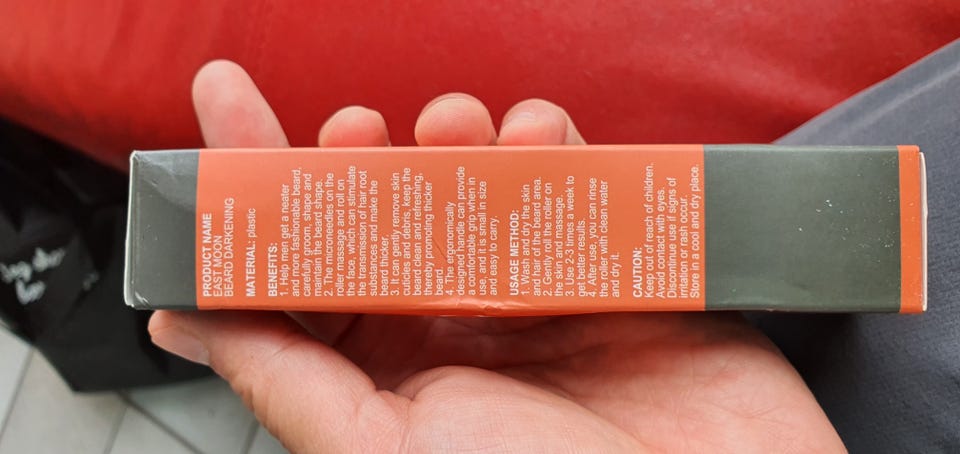 PRODUCT NAME
EAST MOON
BEARD DARKENING
MATERIAL: plastic
BENEFITS:
1. Help men get a neater
and more fashionable beard,
carefully groom, shape and
maintain the beard shape.
2. The microneedles on the
roller massage and roll on
the face, which can stimulate
the transmission of hair root
substances and make the
beard thicker.
3. It can gently remove skin
cuticles and debris, keep the
beard clean and refreshing,
thereby promoting thicker
beard.
4. The ergonomically
designed handle can provide
a comfortable grip when in
use, and it is small in size
and easy to carry.
USAGE METHOD:
1. Wash and dry the skin
and hair of the beard area.
2. Gently roll the roller on
the skin and massage.
3. Use 2-3 times a week to
get better results.
4. After use, you can rinse
the roller with clean water
and dry it.
CAUTION:
Keep out of reach of children.
Avoid contact with eyes.
Discontinue use if signs of
irritation or rash occur.
Store in a cool and dry place.